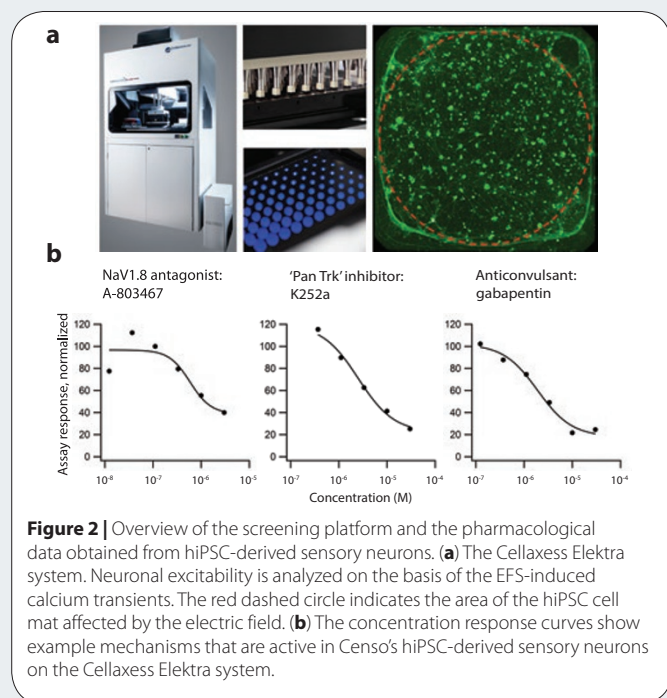 a
b
NaV1.8 antagonist:
A-803467
'Pan Trk' inhibitor:
K252a
Anticonvulsant:
gabapentin
Assay response, normalized
120
100
80
60
40
20
0
10⁻⁸
10⁻⁷
10⁻⁶
10⁻⁵
120
100
80
60
40
20
0
10⁻⁷
10⁻⁶
10⁻⁵
10⁻⁴
120
100
80
60
40
20
0
10⁻⁷
10⁻⁶
10⁻⁵
10⁻⁴
Concentration (M)
Figure 2 | Overview of the screening platform and the pharmacological
data obtained from hiPSC-derived sensory neurons. (a) The Cellaxess Elektra
system. Neuronal excitability is analyzed on the basis of the EFS-induced
calcium transients. The red dashed circle indicates the area of the hiPSC cell
mat affected by the electric field. (b) The concentration response curves show
example mechanisms that are active in Censo's hiPSC-derived sensory neurons
on the Cellaxess Elektra system.